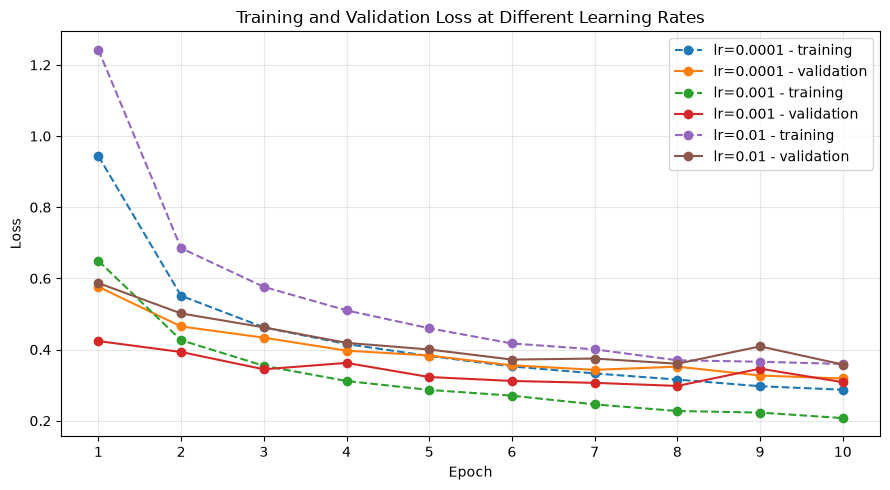 Training and Validation Loss at Different Learning Rates
lr=0.0001 - training
lr=0.0001 - validation
lr=0.001 - training
lr=0.001 - validation
lr=0.01 - training
lr=0.01 - validation
Loss
1.2
1.0
0.8
0.6
0.4
0.2
1 2 3 4 5 6 7 8 9 10
Epoch